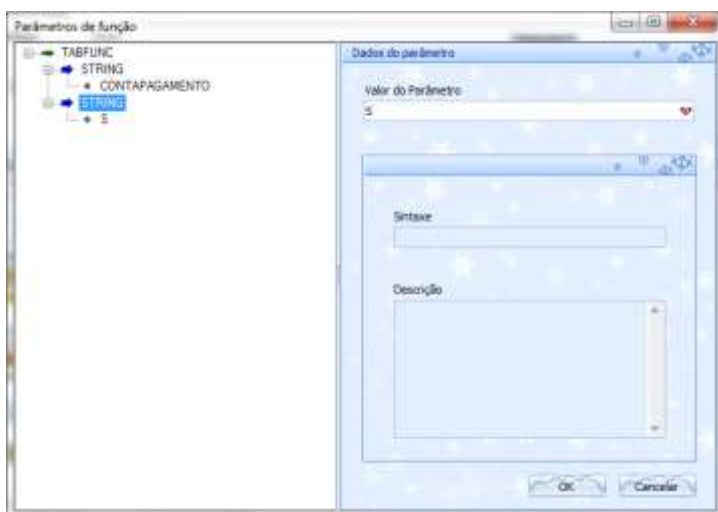 Parâmetros de função
TABFUNC
STRING
CONTAPAGAMENTO
STRING
S
Dados do parâmetro
Valor do Parâmetro
S
Sintaxe
Descrição
OK
Cancelar